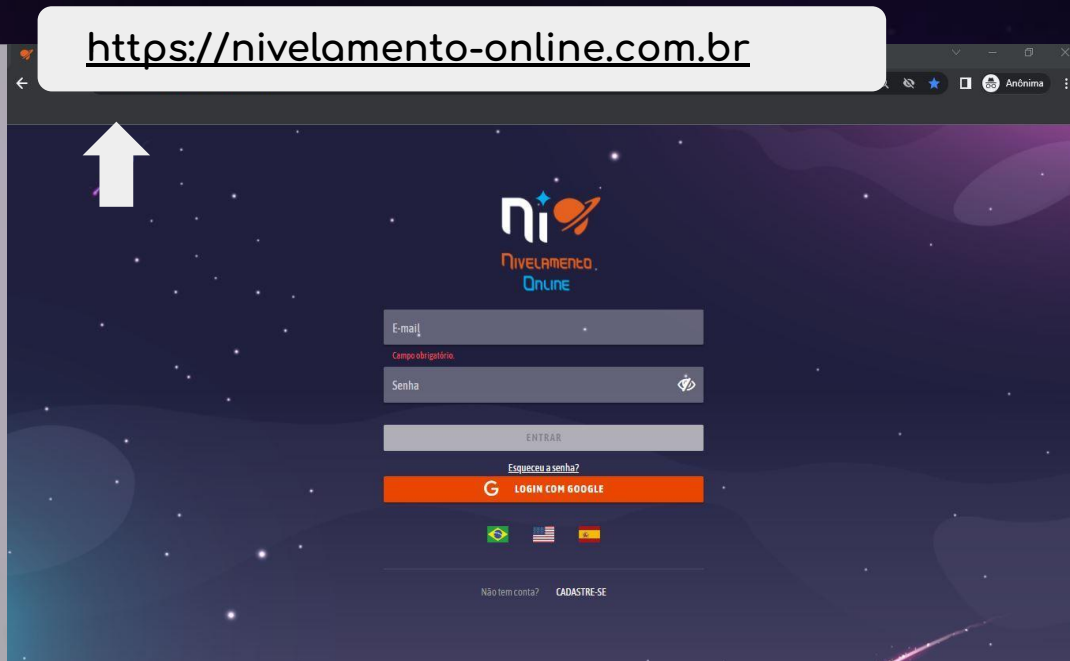 https://nivelamento-online.com.br
Anônima
ni
Nivelamento
Online
E-mail
Campo obrigatório.
Senha
ENTRAR
Esqueceu a senha?
G LOGIN COM GOOGLE
Não tem conta? CADASTRE-SE